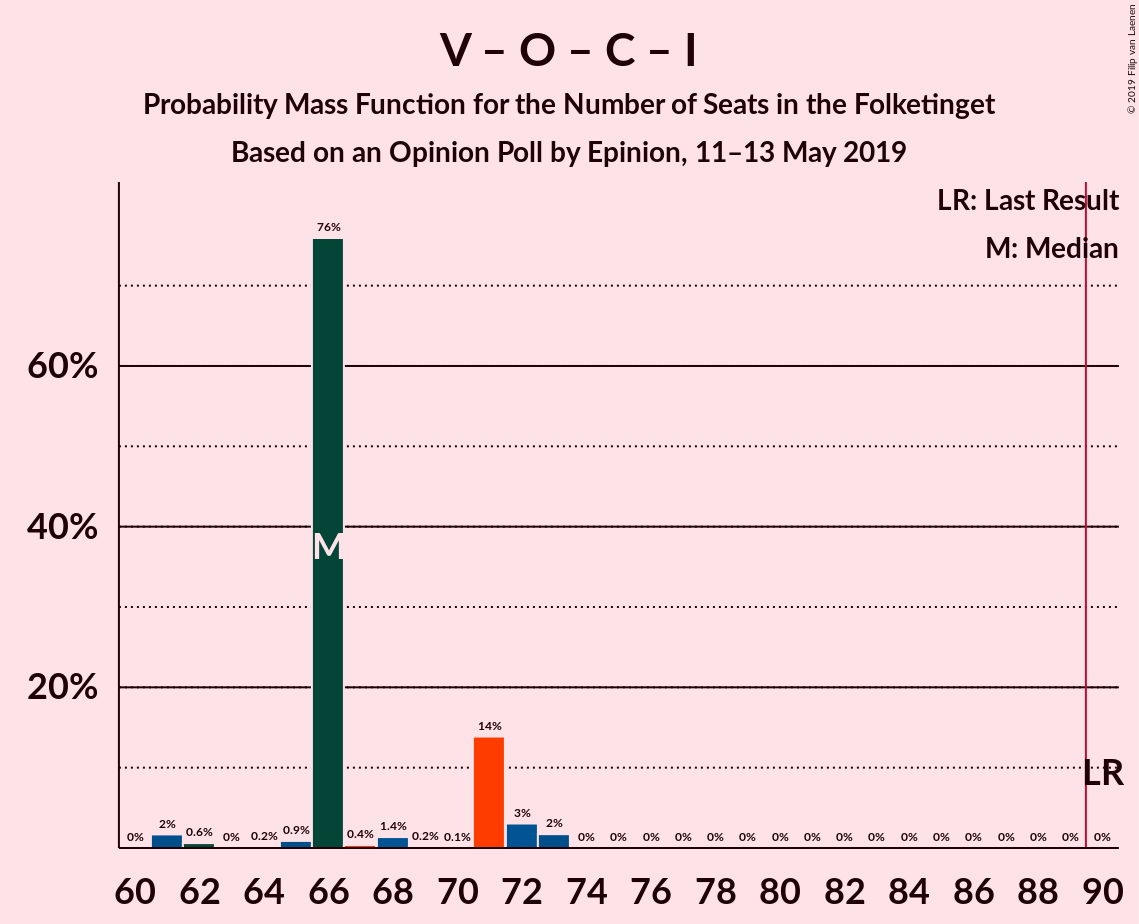 V – O – C – I
Probability Mass Function for the Number of Seats in the Folketinget
Based on an Opinion Poll by Epinion, 11–13 May 2019
© 2019 Filip van Laenen
LR: Last Result
M: Median
60%
40%
20%
0% 2% 0.6% 0% 0.2% 0.9% 76% 0.4% 1.4% 0.2% 0.1% 14% 3% 2% 0% 0% 0% 0% 0% 0% 0% 0% 0% 0% 0% 0% 0% 0% 0% 0% 0%
M
LR
60 62 64 66 68 70 72 74 76 78 80 82 84 86 88 90